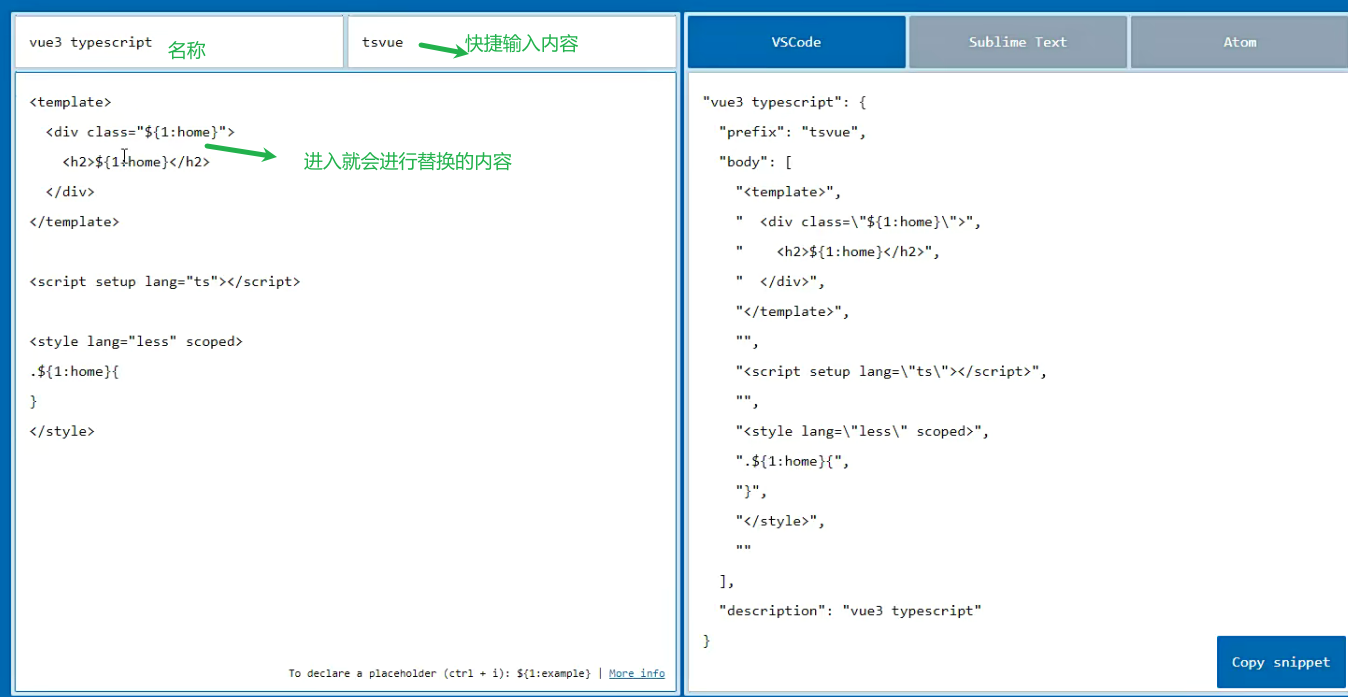 vue3 typescript 名称
tsvue 快捷输入内容
<template>
  <div class="${1:home}">
    <h2>${1:home}</h2>
进入就会进行替换的内容
  </div>
</template>

<script setup lang="ts"></script>

<style lang="less" scoped>
.${1:home}{
}
</style>
To declare a placeholder (ctrl + i): ${1:example} | More info
VSCode
Sublime Text
Atom
"vue3 typescript": {
  "prefix": "tsvue",
  "body": [
    "<template>",
    "  <div class=\"${1:home}\">",
    "    <h2>${1:home}</h2>",
    "  </div>",
    "</template>",
    "",
    "<script setup lang=\"ts\"></script>",
    "",
    "<style lang=\"less\" scoped>",
    ".${1:home}{",
    "}",
    "</style>",
    ""
  ],
  "description": "vue3 typescript"
}
Copy snippet